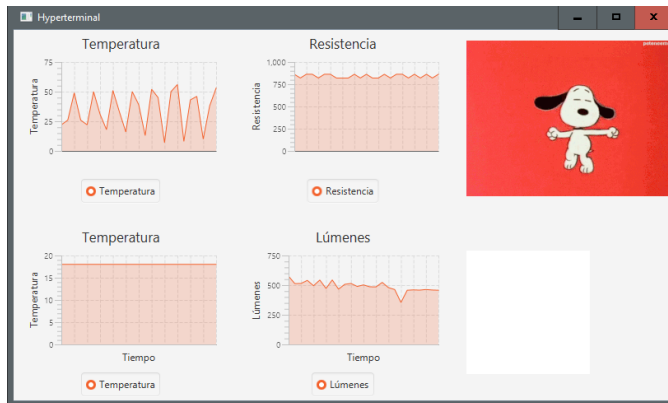 Hyperterminal
Temperatura
Temperatura
75
50
25
0
Temperatura
Resistencia
Resistencia
1,000
750
500
250
0
Resistencia
Temperatura
Temperatura
20
15
10
5
0
Tiempo
Temperatura
Lúmenes
Lúmenes
750
500
250
0
Tiempo
Lúmenes